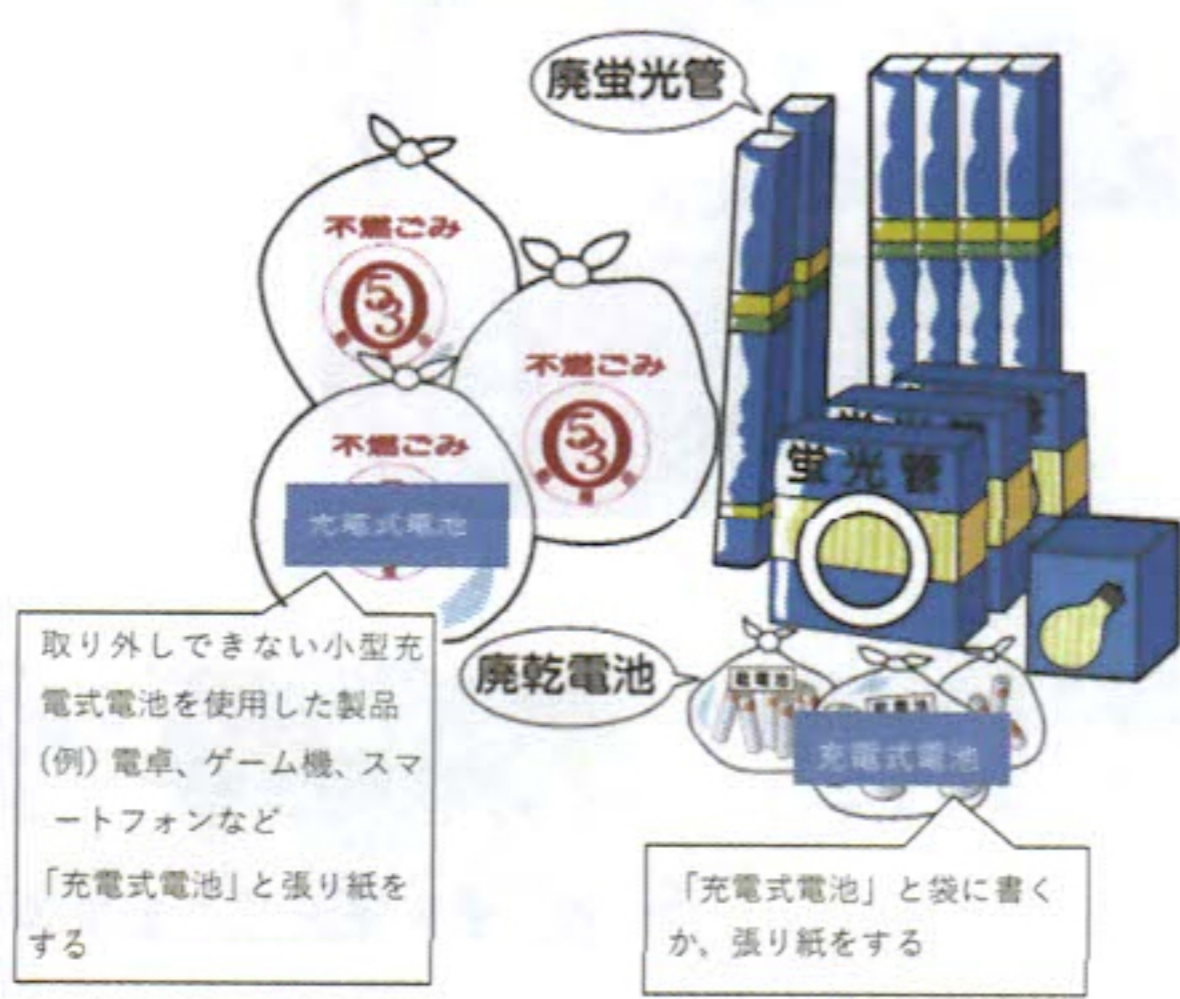 廃蛍光管
不燃ごみ
53
不燃ごみ
53
不燃ごみ
充電式電池
蛍光管
取り外しできない小型充
電式電池を使用した製品
(例) 電卓、ゲーム機、スマ
ートフォンなど
「充電式電池」と張り紙を
する
廃乾電池
乾電池
乾電池
充電式電池
「充電式電池」と袋に書く
か、張り紙をする